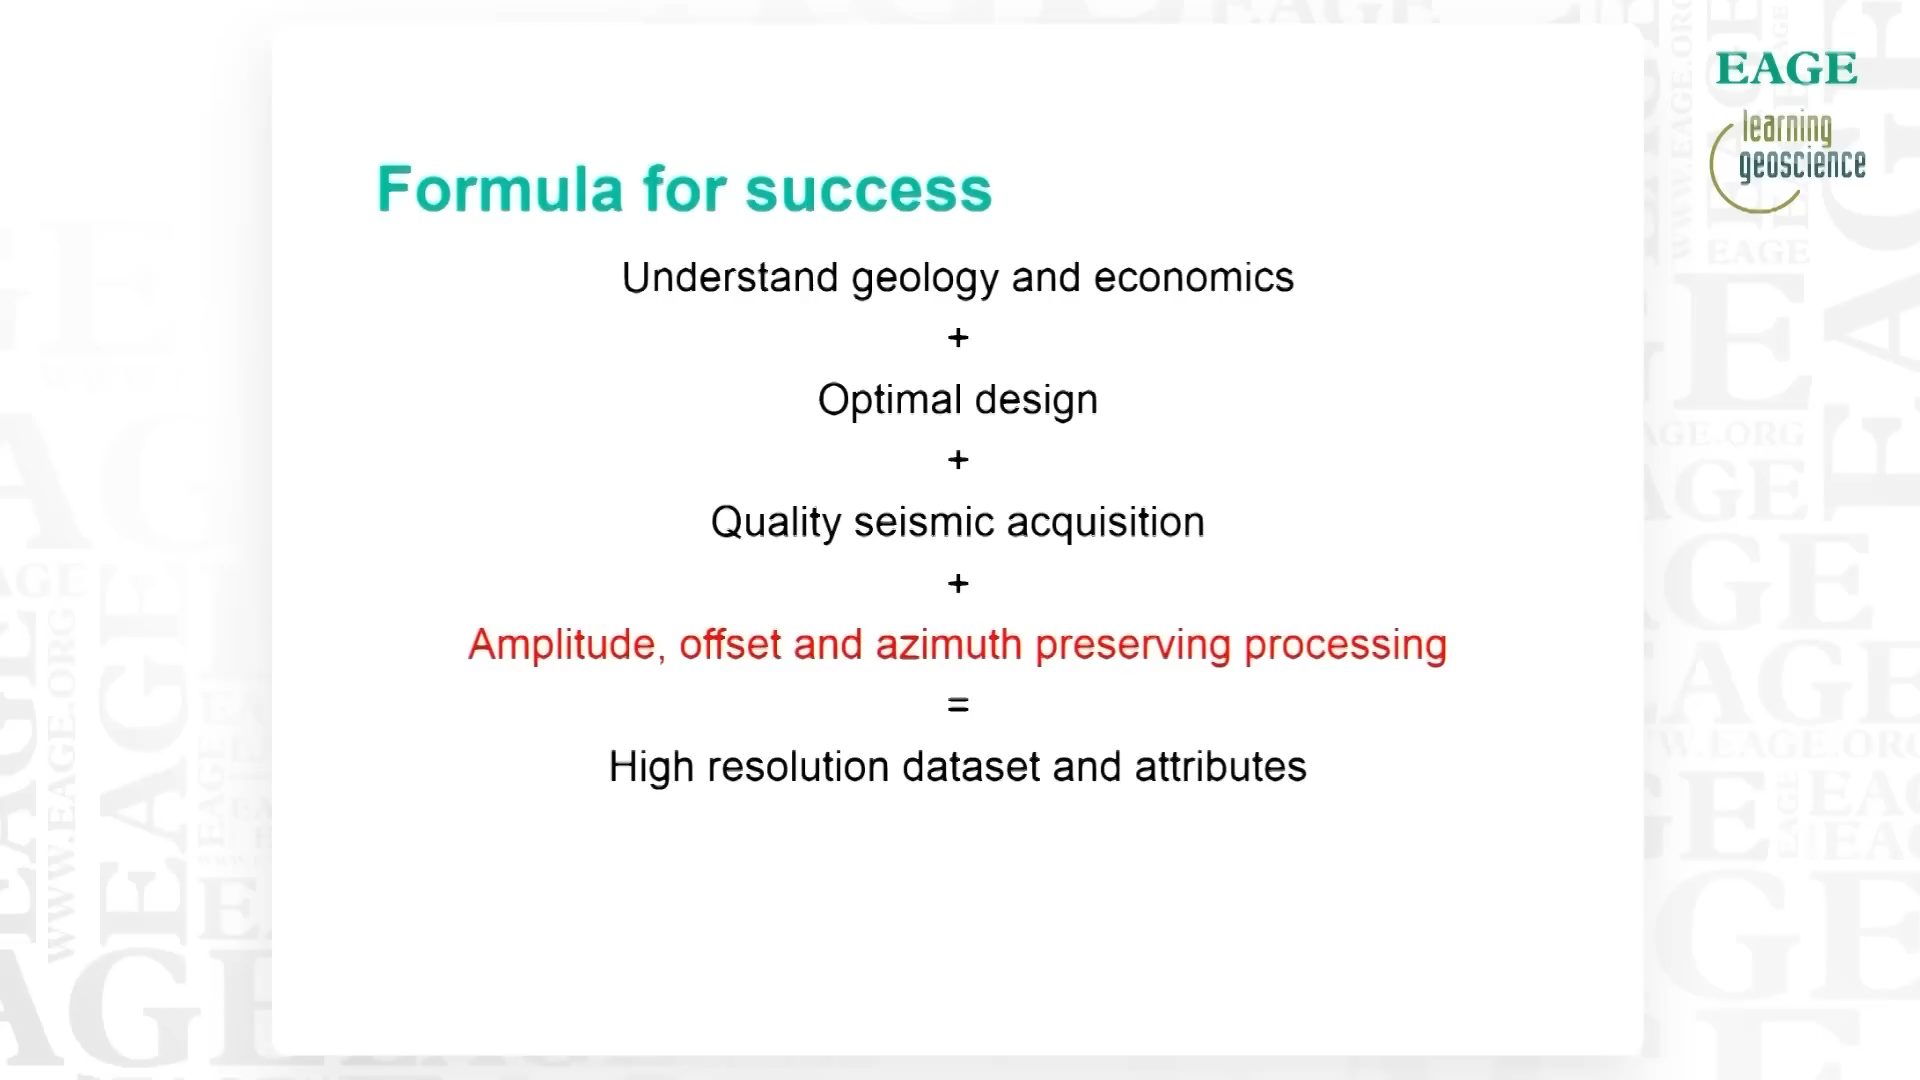 EAGE
learning
geoscience
Formula for success
Understand geology and economics
+
Optimal design
+
Quality seismic acquisition
+
Amplitude, offset and azimuth preserving processing
=
High resolution dataset and attributes